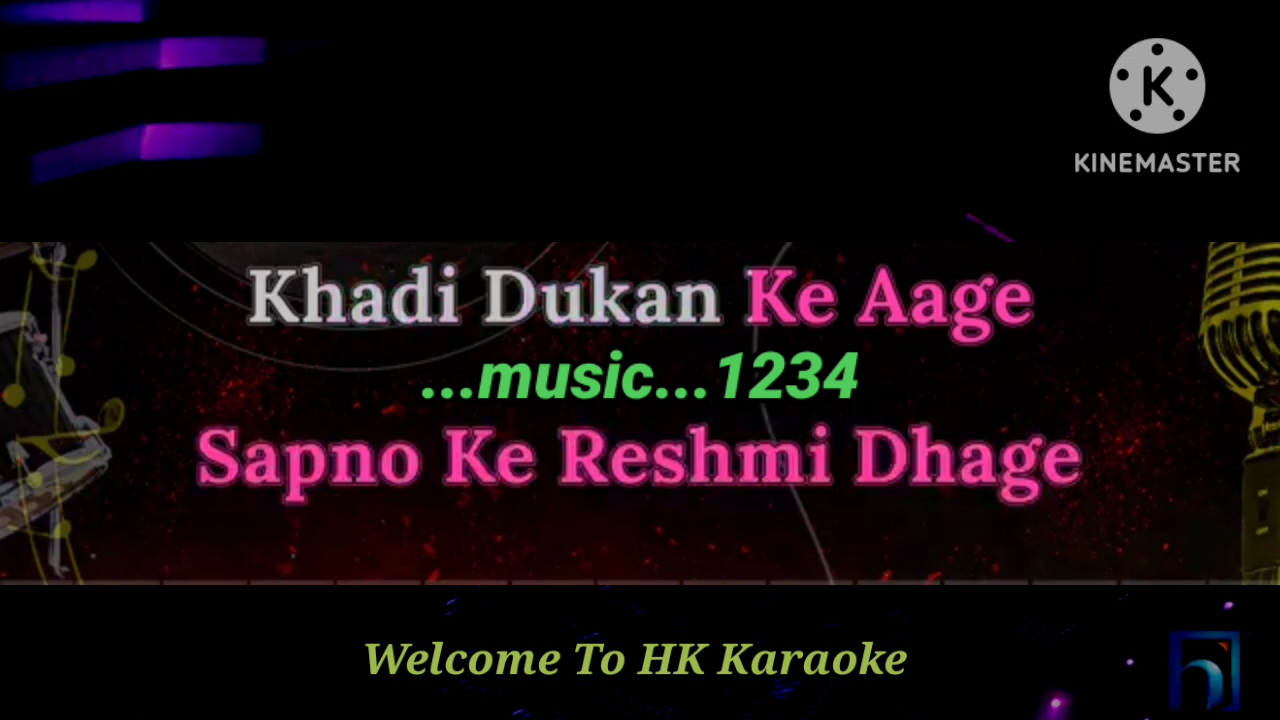 KINEMASTER
Khadi Dukan Ke Aage
...music...1234
Sapno Ke Reshmi Dhage
Welcome To HK Karaoke